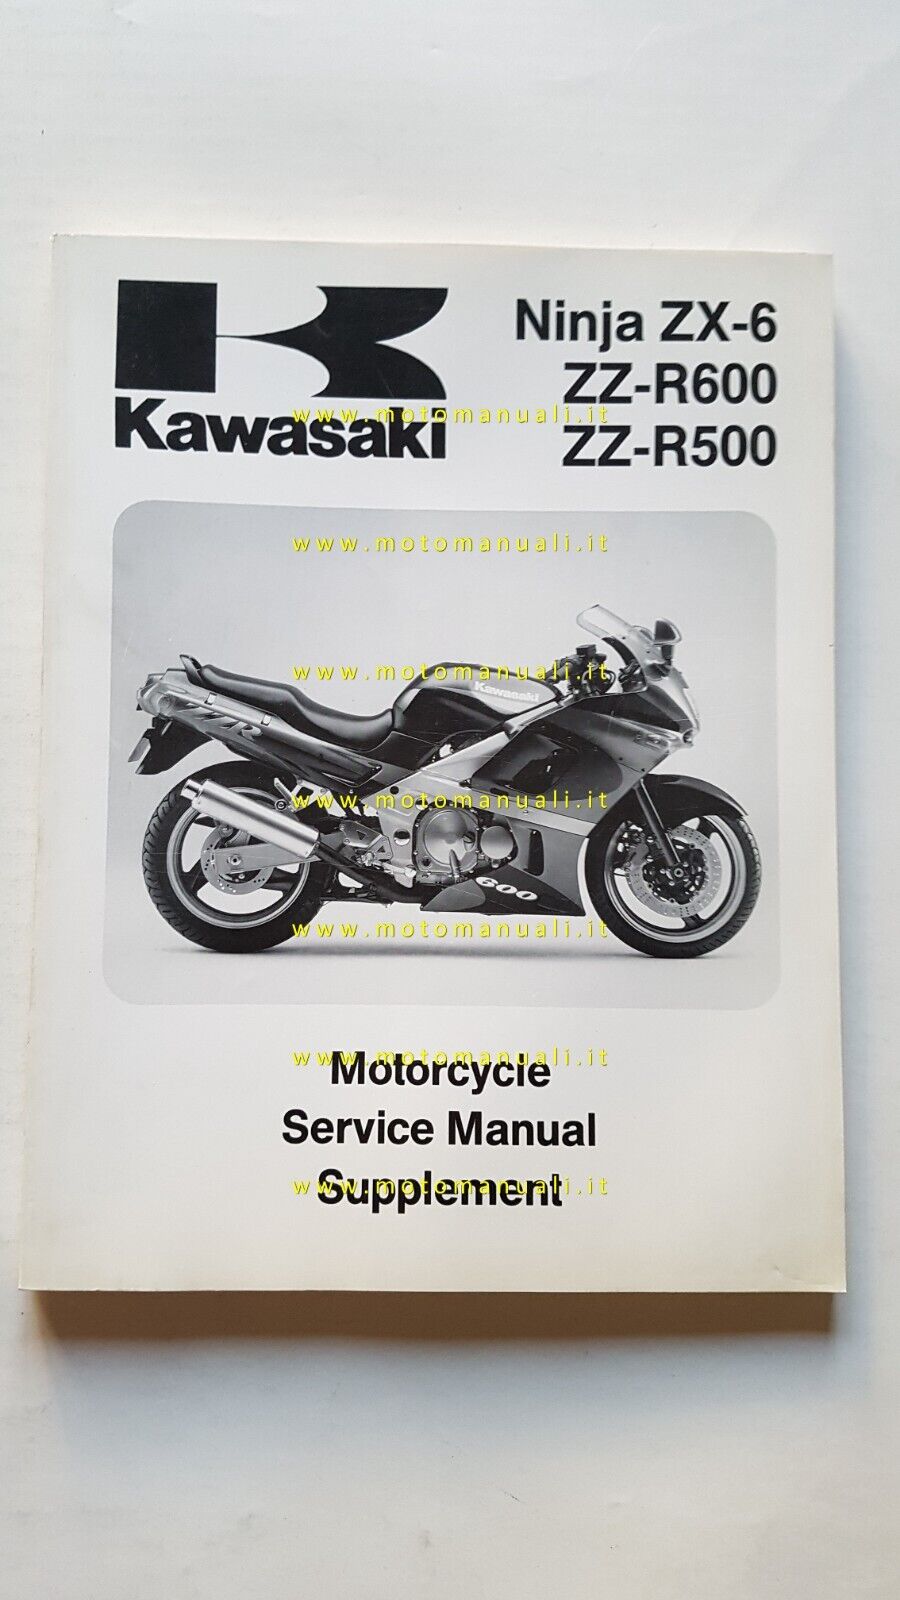 Ninja ZX-6
ZZ-R600
ZZ-R500
Kawasaki
www.motomanuali.it
www.motomanuali.it
www.motomanuali.it
Kawasaki
ZZR
www.motomanuali.it
600
www.motomanuali.it
www.motomanuali.it
Motorcycle
Service Manual
www.motomanuali.it
Supplement